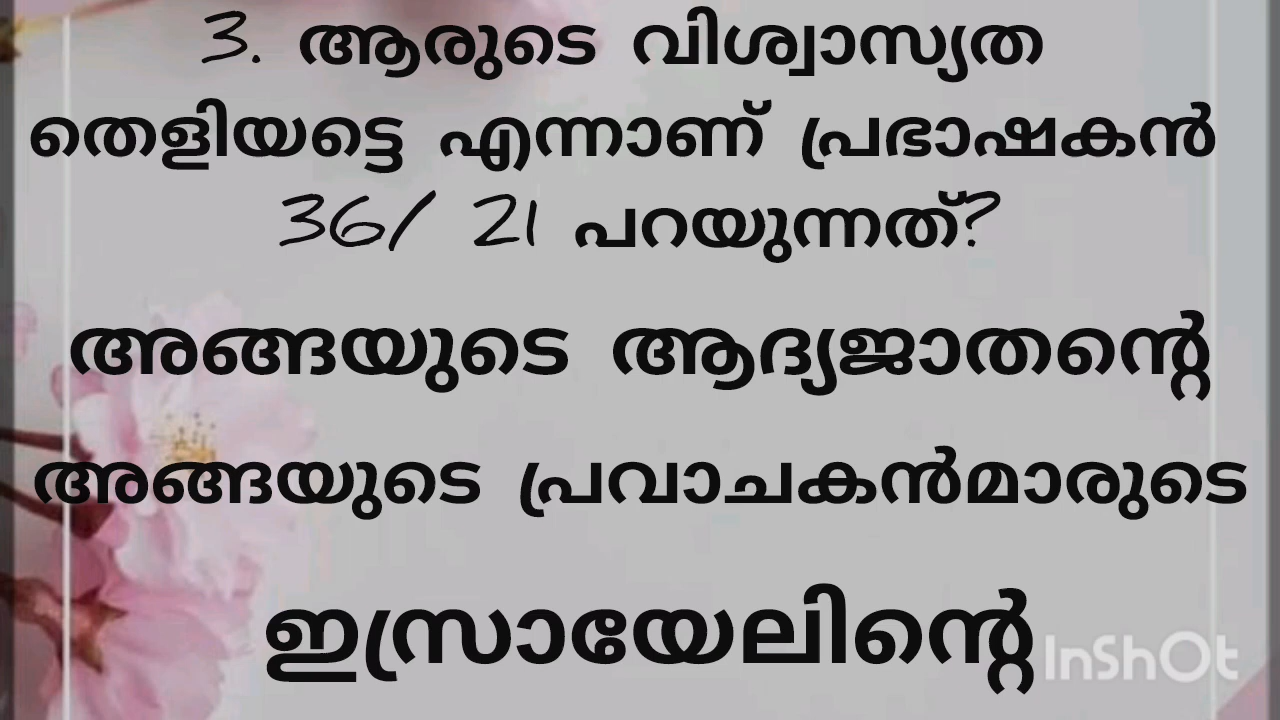 3. ആരുടെ വിശ്വാസ്യത
തെളിയട്ടെ എന്നാണ് പ്രഭാഷകൻ
36/ 21 പറയുന്നത്?
അങ്ങയുടെ ആദ്യജാതന്റെ
അങ്ങയുടെ പ്രവാചകൻമാരുടെ
ഇസ്രായേലിന്റെ
InShOt